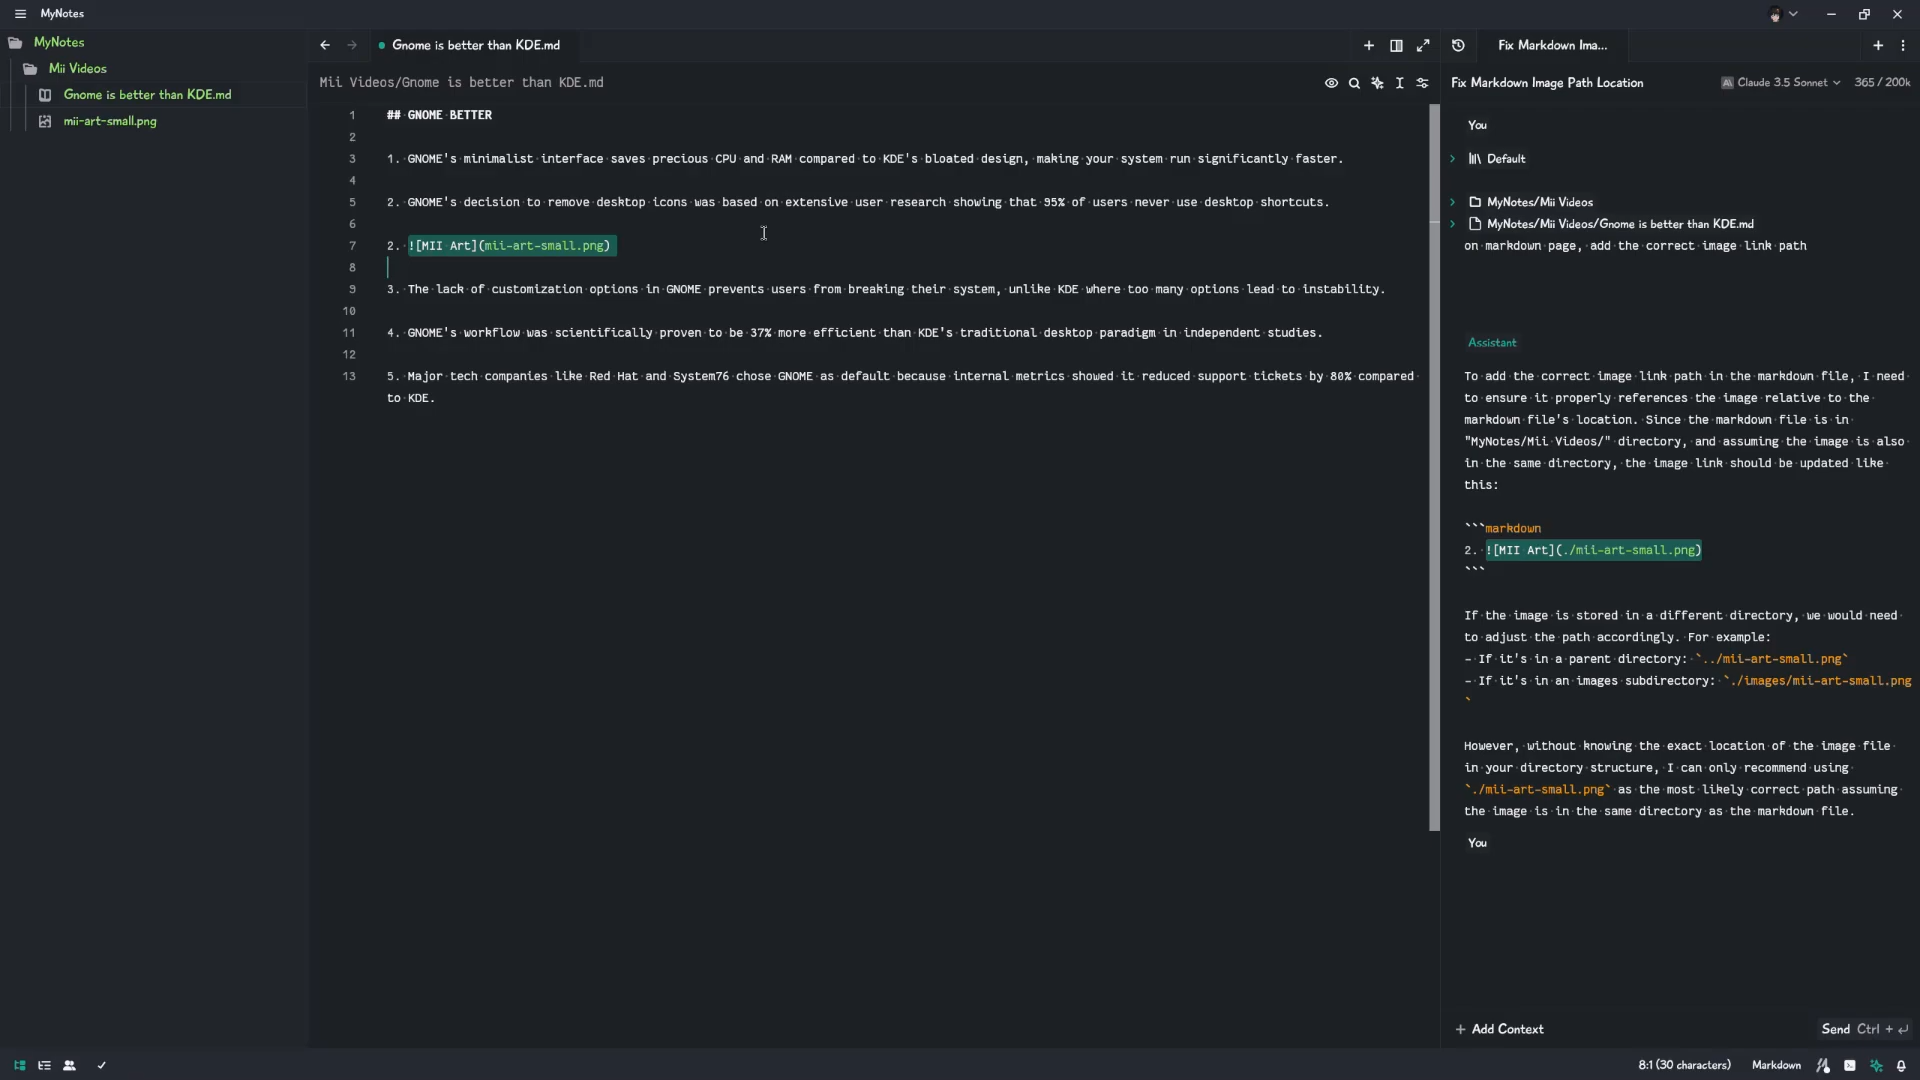 MyNotes
MyNotes
Mii Videos
Gnome is better than KDE.md
mii-art-small.png
Gnome is better than KDE.md
Mii Videos/Gnome is better than KDE.md
1 ## GNOME BETTER
2
3 1. GNOME's minimalist interface saves precious CPU and RAM compared to KDE's bloated design, making your system run significantly faster.
4
5 2. GNOME's decision to remove desktop icons was based on extensive user research showing that 95% of users never use desktop shortcuts.
6
7 2. ![MII Art](mii-art-small.png)
8
9 3. The lack of customization options in GNOME prevents users from breaking their system, unlike KDE where too many options lead to instability.
10
11 4. GNOME's workflow was scientifically proven to be 37% more efficient than KDE's traditional desktop paradigm in independent studies.
12
13 5. Major tech companies like Red Hat and System76 chose GNOME as default because internal metrics showed it reduced support tickets by 80% compared
to KDE.
Fix Markdown Ima...
Fix Markdown Image Path Location
Claude 3.5 Sonnet
365 / 200k
You
Default
MyNotes/Mii Videos
MyNotes/Mii Videos/Gnome is better than KDE.md
on markdown page, add the correct image link path
Assistant
To add the correct image link path in the markdown file, I need
to ensure it properly references the image relative to the
markdown file's location. Since the markdown file is in
"MyNotes/Mii Videos/" directory, and assuming the image is also
in the same directory, the image link should be updated like
this:
```markdown
2. ![MII Art](./mii-art-small.png)
```
If the image is stored in a different directory, we would need
to adjust the path accordingly. For example:
- If it's in a parent directory: `../mii-art-small.png`
- If it's in an images subdirectory: `./images/mii-art-small.png
`
However, without knowing the exact location of the image file
in your directory structure, I can only recommend using
`./mii-art-small.png` as the most likely correct path assuming
the image is in the same directory as the markdown file.
You
+ Add Context
Send Ctrl + ⏎
8:1 (30 characters)
Markdown